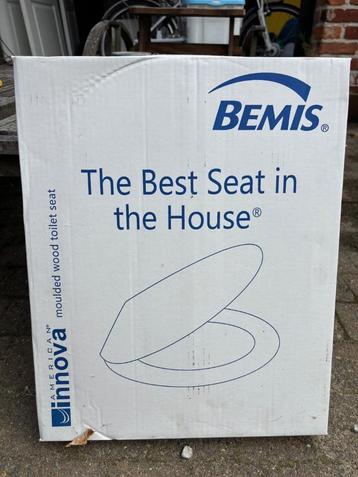 BEMIS®
The Best Seat in
the House®
AMERICAN®
innova
moulded wood toilet seat